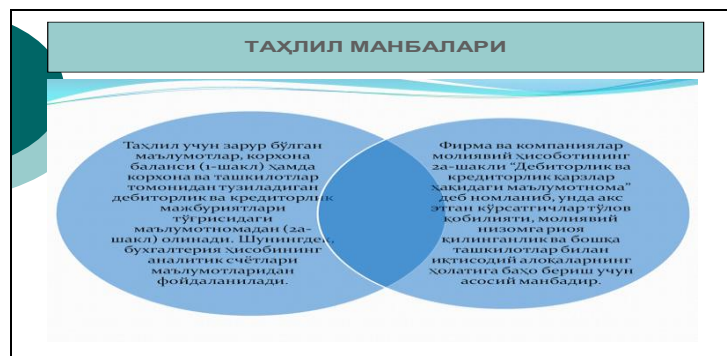 ТАҲЛИЛ МАНБАЛАРИ
Таҳлил учун зарур бўлган
маълумотлар, корхона
баланси (1-шакл) ҳамда
корхона ва ташкилотлар
томонидан тузиладиган
дебиторлик ва кредиторлик
мажбуриятлари
тўғрисидаги
маълумотномадан (2а-
шакл) олинади. Шунингдек,
бухгалтерия ҳисобининг
аналитик счётлари
маълумотларидан
фойдаланилади.
Фирма ва компаниялар
молиявий ҳисоботининг
2а-шакли “Дебиторлик ва
кредиторлик қарзлар
ҳақидаги маълумотнома”
деб номланиб, унда акс
этган кўрсатгичлар тўлов
қобилияти, молиявий
низомга риоя
қилинганлик ва бошқа
ташкилотлар билан
иқтисодий алоқаларнинг
ҳолатига баҳо бериш учун
асосий манбадир.